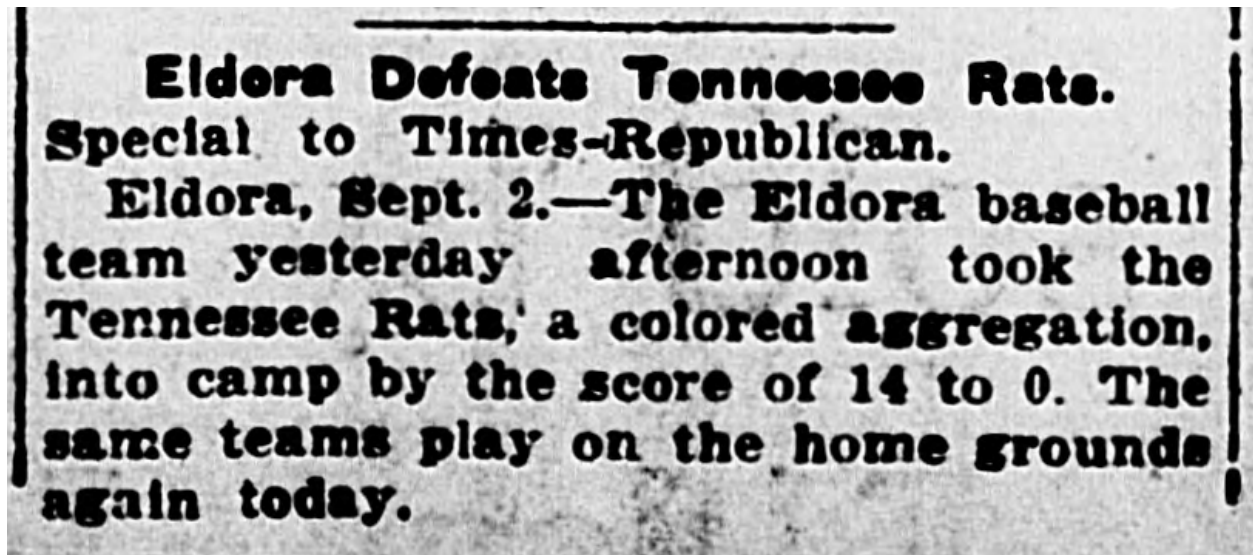 Eldora Defeats Tennessee Rats.
Special to Times-Republican.
Eldora, Sept. 2.—The Eldora baseball
team yesterday afternoon took the
Tennessee Rats, a colored aggregation,
into camp by the score of 14 to 0. The
same teams play on the home grounds
again today.